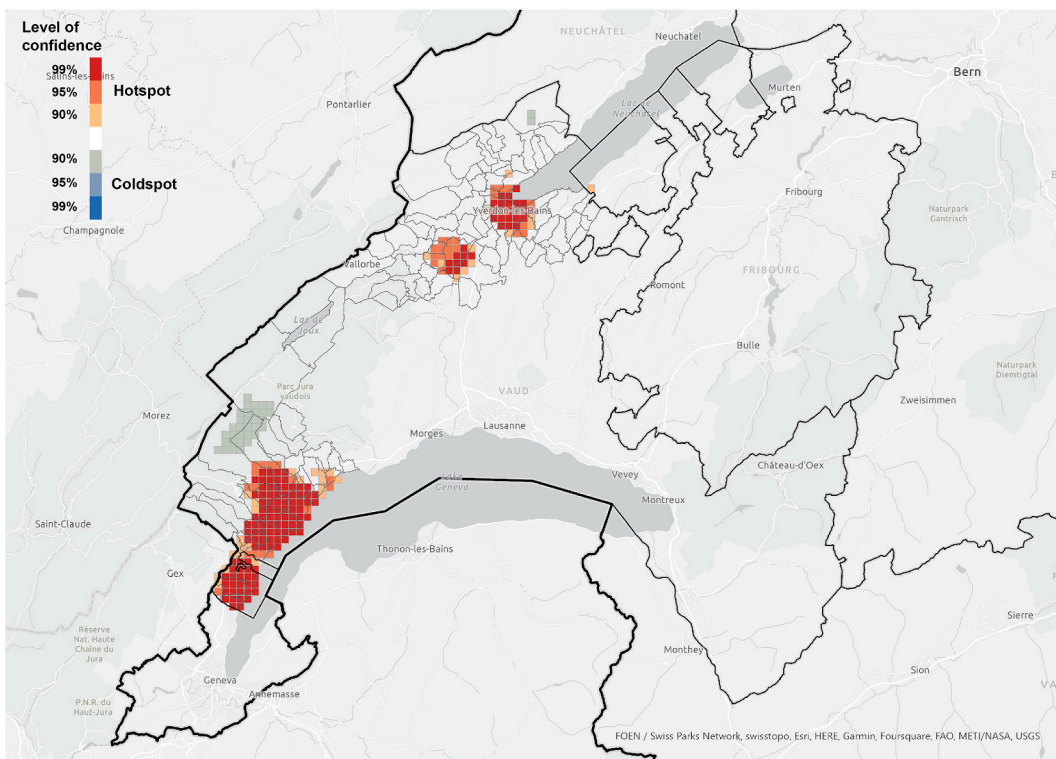 Level of
confidence
99%
95%
90%
Hotspot
90%
95%
99%
Coldspot
Salins-les-Bains
Champagnole
Pontarlier
NEUCHÂTEL
Neuchatel
Lac de
Neuchâtel
Murten
Bern
Fribourg
Naturpark
Gantrisch
Yverdon-les-Bains
Vallorbe
FRIBOURG
Romont
Lac de
Joux
Bulle
Naturpark
Diemtigtal
Parc Jura
vaudois
VAUD
Zweisimmen
Morez
Morges
Lausanne
Vevey
Château-d'Oex
Lake
Geneva
Montreux
Saint-Claude
Thonon-les-Bains
Gex
Sierre
Réserve
Nat. Haute
Chaîne du
Jura
Monthey
Sion
Geneva
Annemasse
P.N.R. du
Haut-Jura
VA
FOEN / Swiss Parks Network, swisstopo, Esri, HERE, Garmin, Foursquare, FAO, METI/NASA, USGS